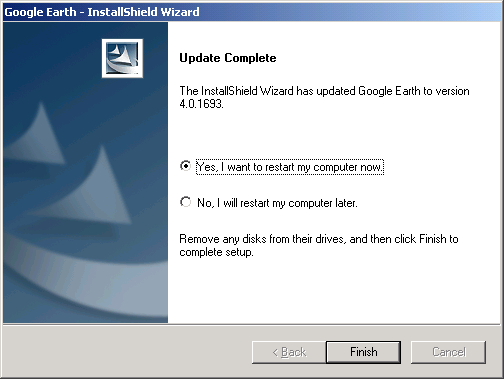 Google Earth - InstallShield Wizard
Update Complete
The InstallShield Wizard has updated Google Earth to version
4.0.1693.
Yes, I want to restart my computer now.
No, I will restart my computer later.
Remove any disks from their drives, and then click Finish to
complete setup.
< Back
Finish
Cancel